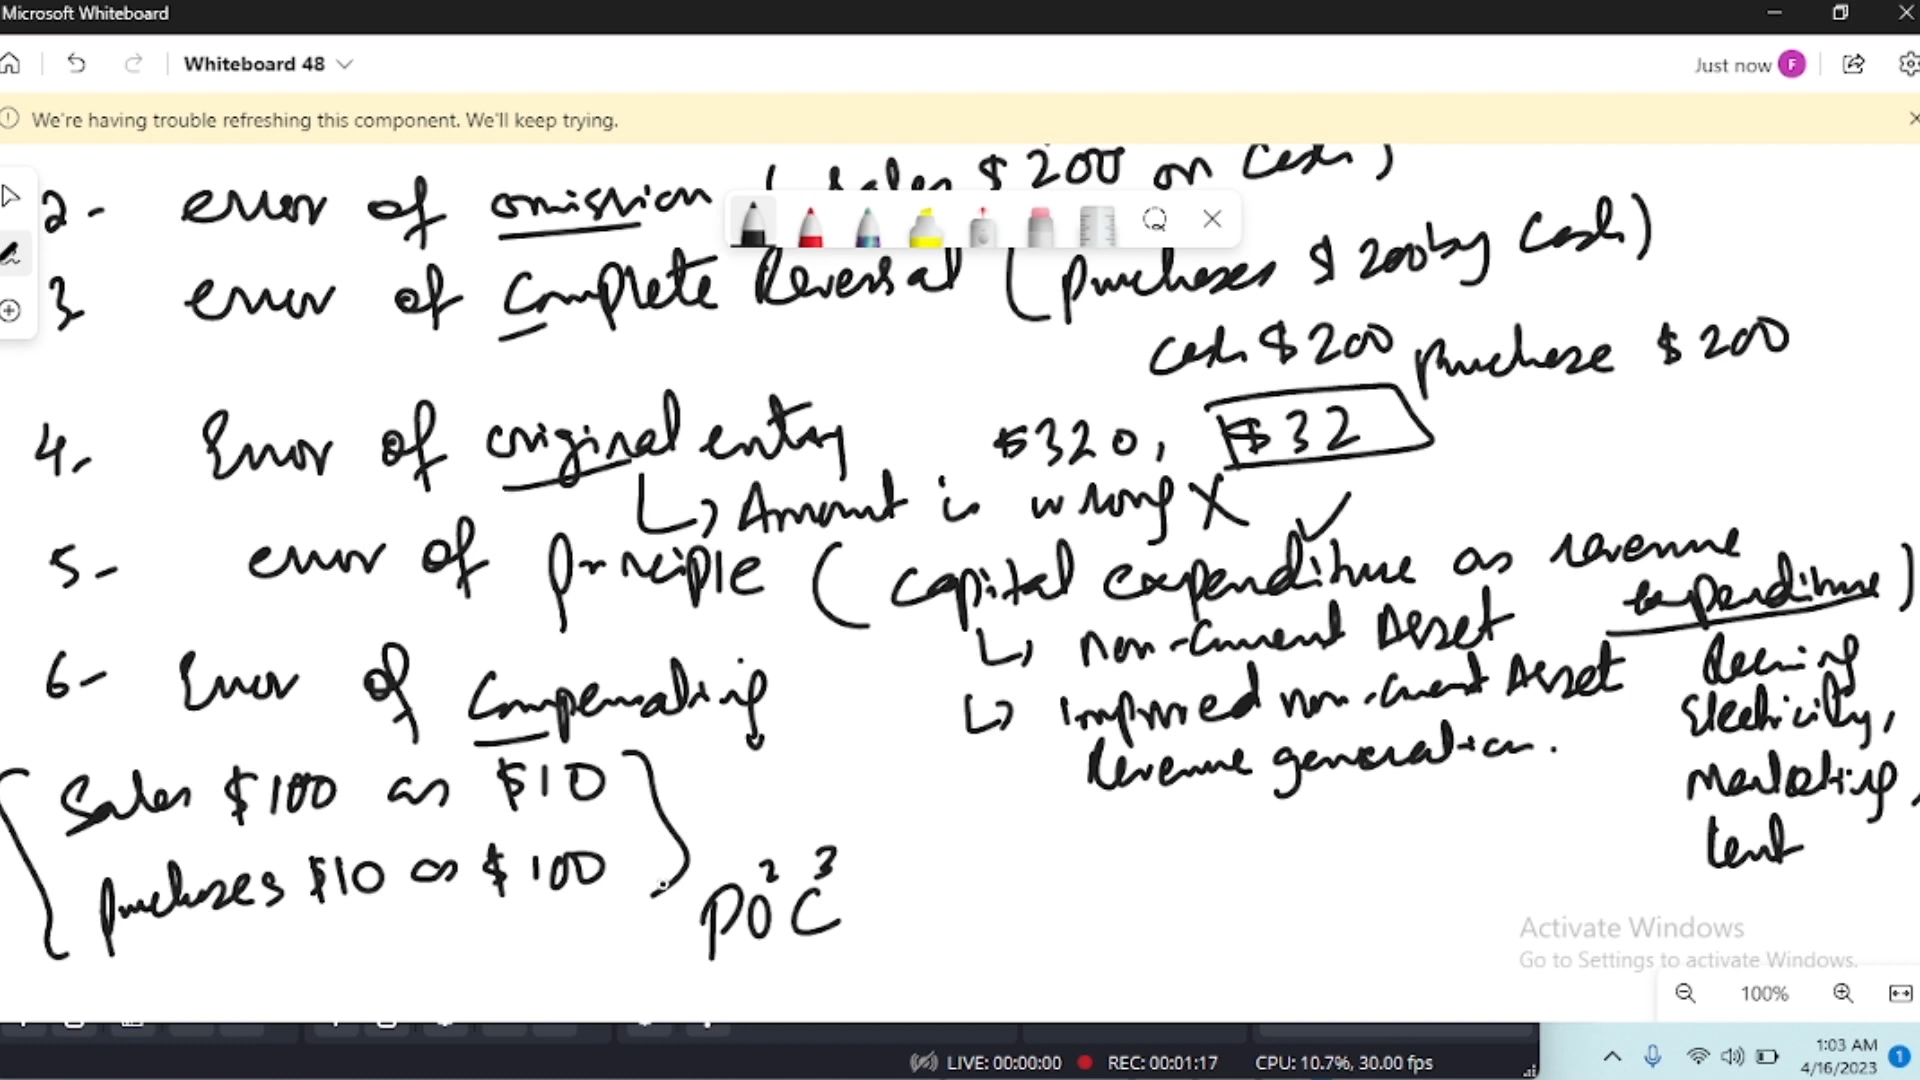 Microsoft Whiteboard
Whiteboard 48
Just now F
We're having trouble refreshing this component. We'll keep trying.
2- error of omission ( Sales $ 200 on Cash )
3 error of Complete Reversal ( purchases $ 200 by Cash )
Cash $ 200 purchase $ 200
4. Error of original entry $320, $32
Amount is wrong X
5- error of principle ( capital expenditure as revenue expenditure )
non-current Asset
improved non-current Asset
Revenue generation.
Electricity,
Marketing,
6- Error of Compensating
Sales $100 as $10
purchases $10 as $100
PO²C³
Activate Windows
Go to Settings to activate Windows.
100%
LIVE: 00:00:00 REC: 00:01:17 CPU: 10.7%, 30.00 fps
1:03 AM
4/16/2023
1